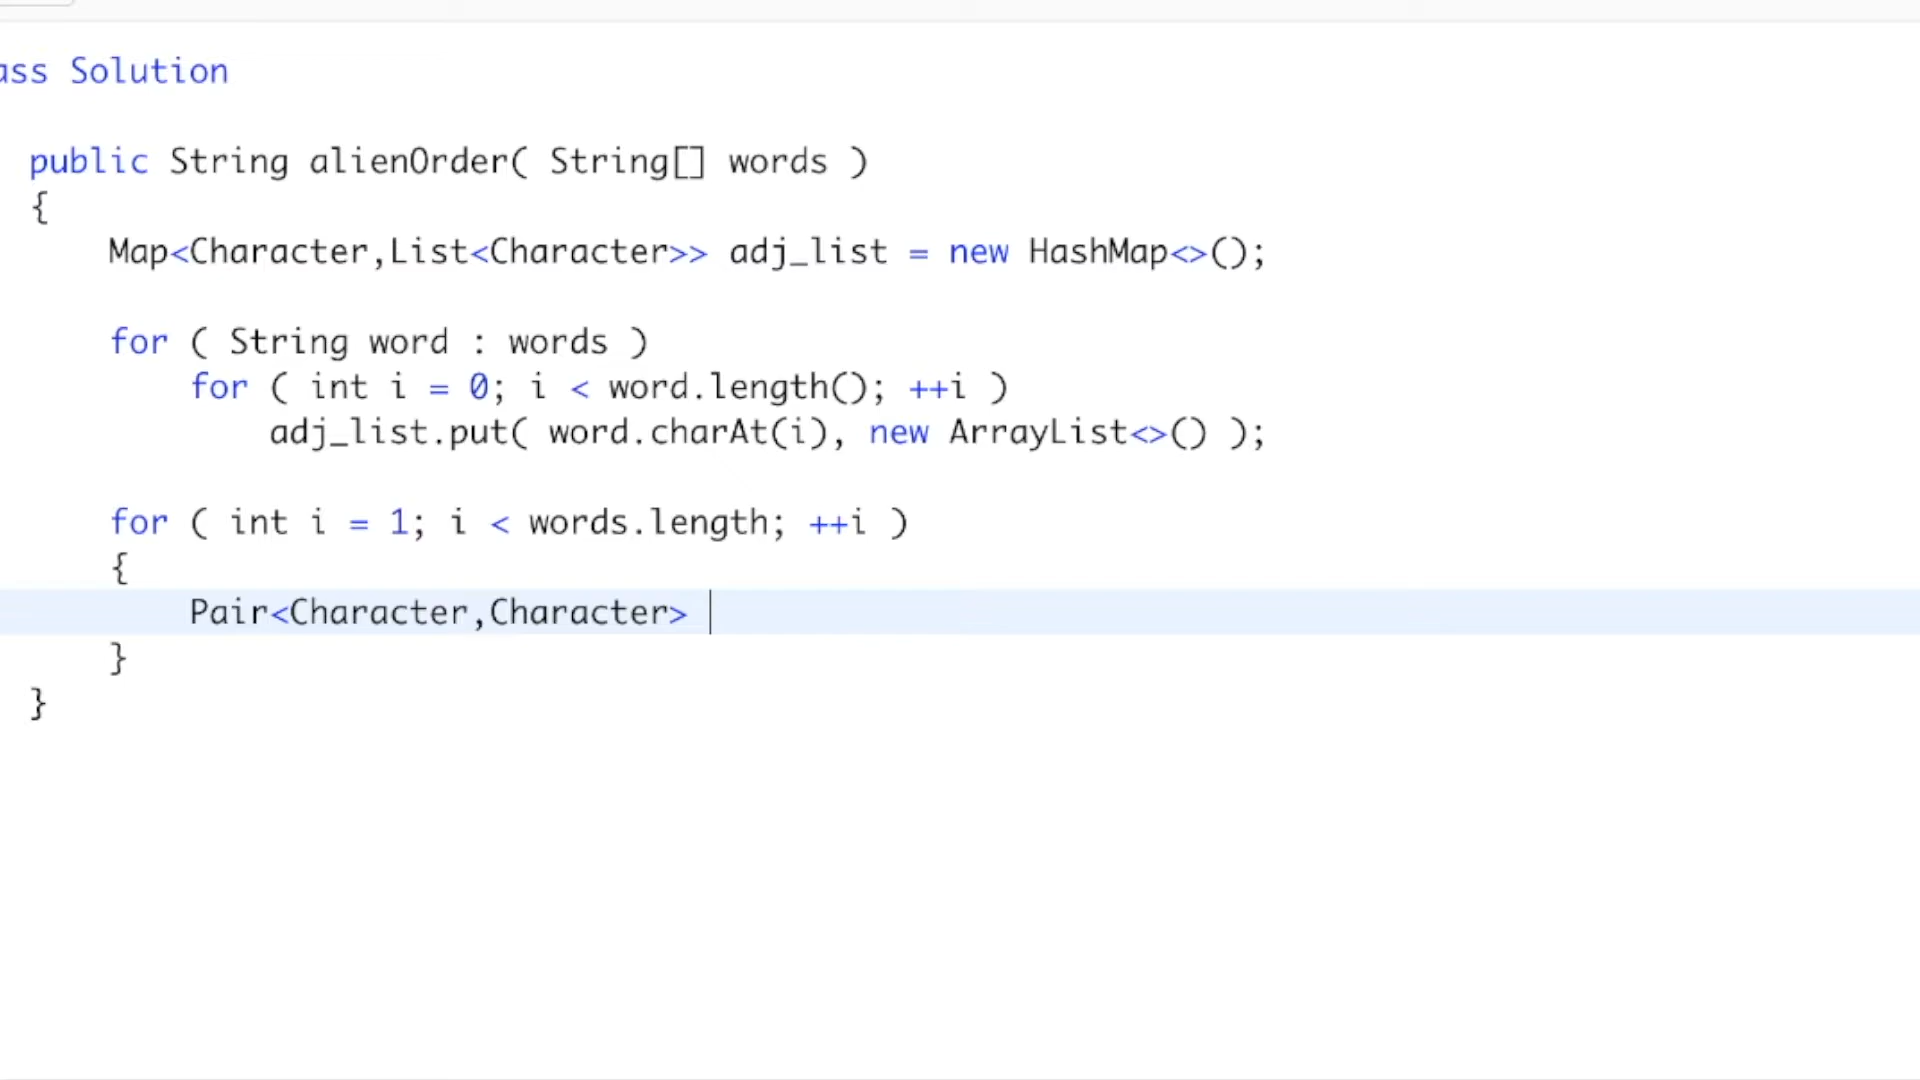 ass Solution
public String alienOrder( String[] words )
{
Map<Character,List<Character>> adj_list = new HashMap<>();
for ( String word : words )
for ( int i = 0; i < word.length(); ++i )
adj_list.put( word.charAt(i), new ArrayList<>() );
for ( int i = 1; i < words.length; ++i )
{
Pair<Character,Character>
}
}